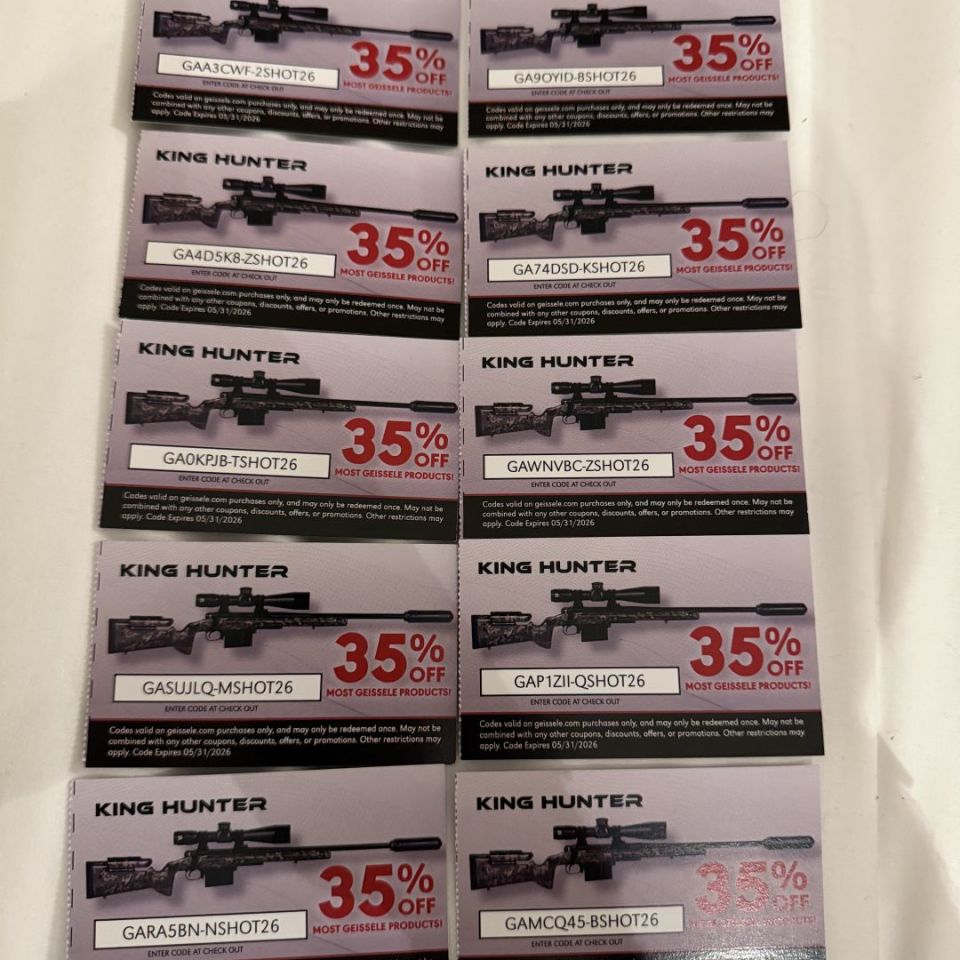 35% OFF
GAA3CWF-2SHOT26
MOST GEISSELE PRODUCTS!
ENTER CODE AT CHECK OUT
Codes valid on geissele.com purchases only, and may only be redeemed once. May not be
combined with any other coupons, discounts, offers, or promotions. Other restrictions may
apply. Code Expires 05/31/2026
35% OFF
GA9OYID-8SHOT26
MOST GEISSELE PRODUCTS!
ENTER CODE AT CHECK OUT
Codes valid on geissele.com purchases only, and may only be redeemed once. May not be
combined with any other coupons, discounts, offers, or promotions. Other restrictions may
apply. Code Expires 05/31/2026
KING HUNTER
35% OFF
GA4D5K8-ZSHOT26
MOST GEISSELE PRODUCTS!
ENTER CODE AT CHECK OUT
Codes valid on geissele.com purchases only, and may only be redeemed once. May not be
combined with any other coupons, discounts, offers, or promotions. Other restrictions may
apply. Code Expires 05/31/2026
KING HUNTER
35% OFF
GA74DSD-KSHOT26
MOST GEISSELE PRODUCTS!
ENTER CODE AT CHECK OUT
Codes valid on geissele.com purchases only, and may only be redeemed once. May not be
combined with any other coupons, discounts, offers, or promotions. Other restrictions may
apply. Code Expires 05/31/2026
KING HUNTER
35% OFF
GA0KPJB-TSHOT26
MOST GEISSELE PRODUCTS!
ENTER CODE AT CHECK OUT
Codes valid on geissele.com purchases only, and may only be redeemed once. May not be
combined with any other coupons, discounts, offers, or promotions. Other restrictions may
apply. Code Expires 05/31/2026
KING HUNTER
35% OFF
GAWNVBC-ZSHOT26
MOST GEISSELE PRODUCTS!
ENTER CODE AT CHECK OUT
Codes valid on geissele.com purchases only, and may only be redeemed once. May not be
combined with any other coupons, discounts, offers, or promotions. Other restrictions may
apply. Code Expires 05/31/2026
KING HUNTER
35% OFF
GASUJLQ-MSHOT26
MOST GEISSELE PRODUCTS!
ENTER CODE AT CHECK OUT
Codes valid on geissele.com purchases only, and may only be redeemed once. May not be
combined with any other coupons, discounts, offers, or promotions. Other restrictions may
apply. Code Expires 05/31/2026
KING HUNTER
35% OFF
GAP1ZII-QSHOT26
MOST GEISSELE PRODUCTS!
ENTER CODE AT CHECK OUT
Codes valid on geissele.com purchases only, and may only be redeemed once. May not be
combined with any other coupons, discounts, offers, or promotions. Other restrictions may
apply. Code Expires 05/31/2026
KING HUNTER
35% OFF
GARA5BN-NSHOT26
MOST GEISSELE PRODUCTS!
ENTER CODE AT CHECK OUT
KING HUNTER
35% OFF
GAMCQ45-BSHOT26
ENTER CODE AT CHECK OUT